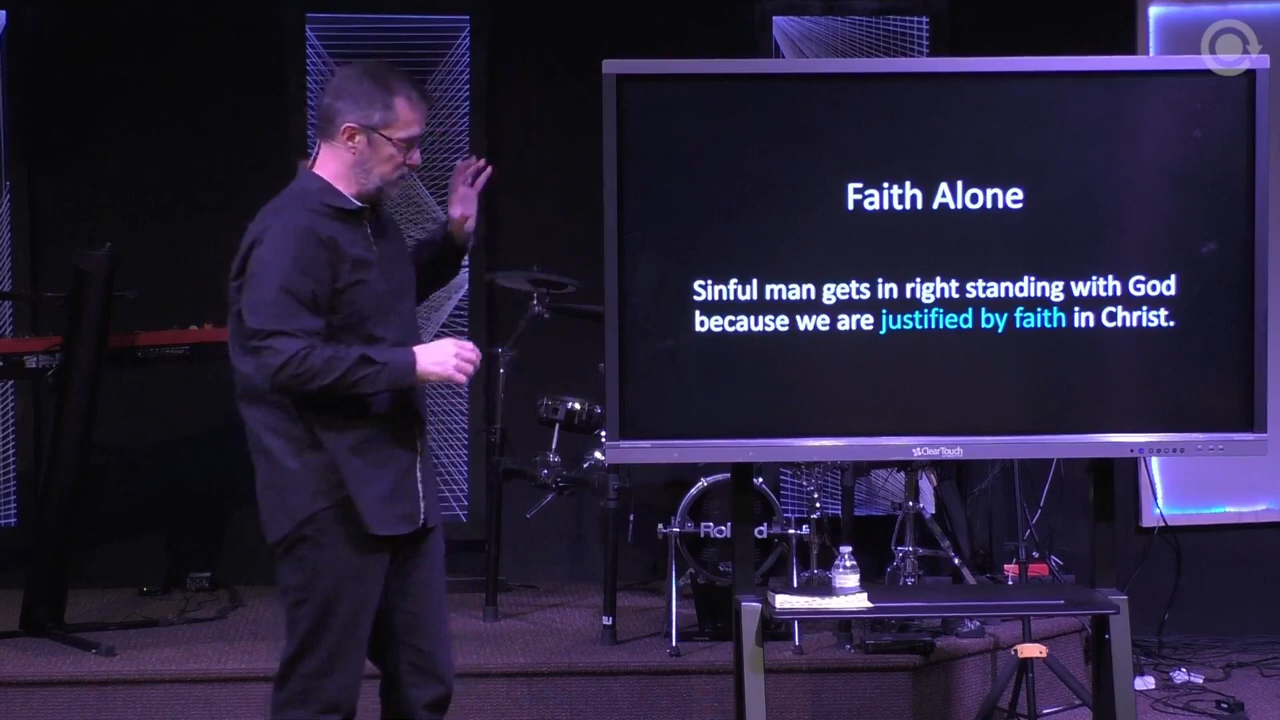 Faith Alone
Sinful man gets in right standing with God
because we are justified by faith in Christ.
ClearTouch
Roland